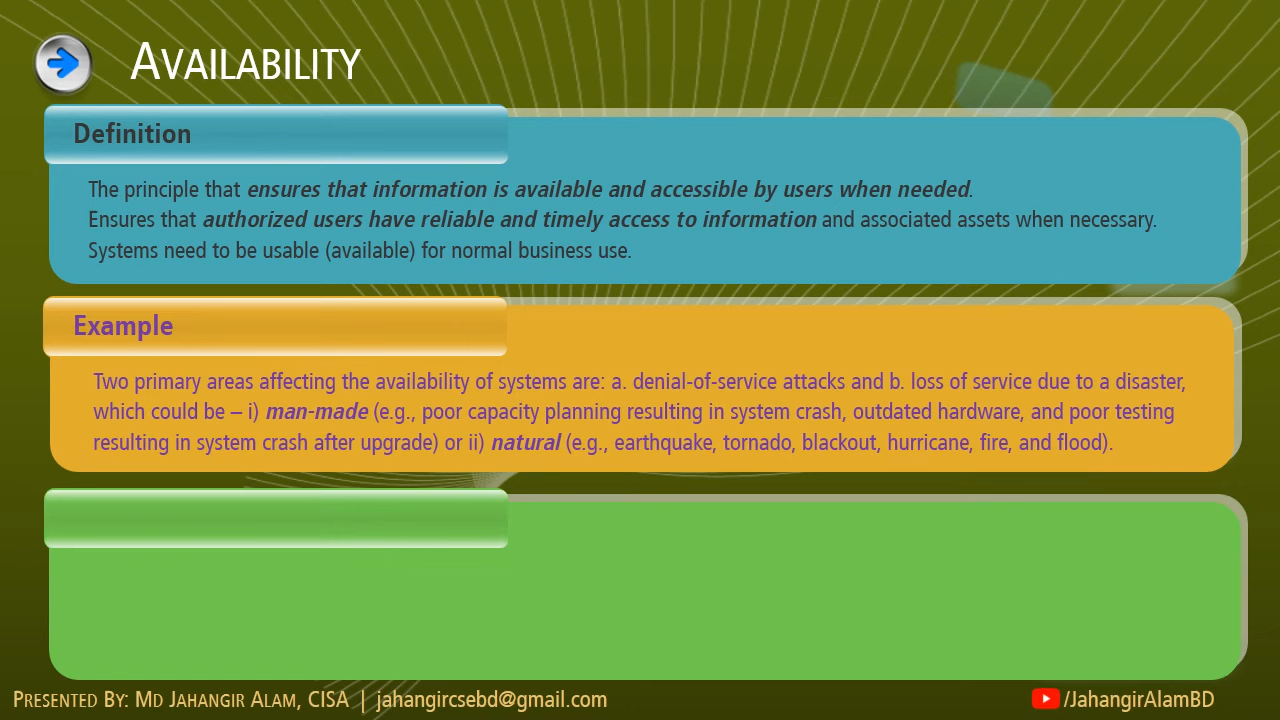 AVAILABILITY
Definition
The principle that ensures that information is available and accessible by users when needed.
Ensures that authorized users have reliable and timely access to information and associated assets when necessary.
Systems need to be usable (available) for normal business use.
Example
Two primary areas affecting the availability of systems are: a. denial-of-service attacks and b. loss of service due to a disaster,
which could be – i) man-made (e.g., poor capacity planning resulting in system crash, outdated hardware, and poor testing
resulting in system crash after upgrade) or ii) natural (e.g., earthquake, tornado, blackout, hurricane, fire, and flood).
PRESENTED BY: MD JAHANGIR ALAM, CISA | jahangircsebd@gmail.com
/JahangirAlamBD